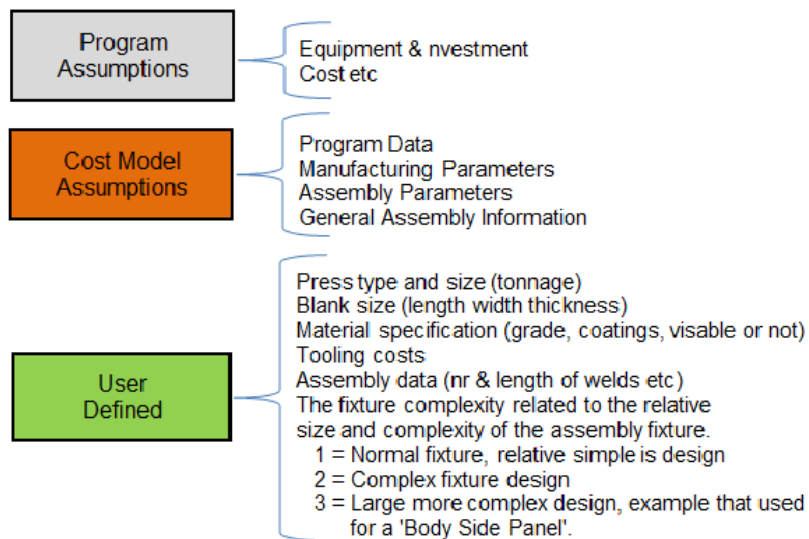 Program
Assumptions
Equipment & nvestment
Cost etc
Cost Model
Assumptions
Program Data
Manufacturing Parameters
Assembly Parameters
General Assembly Information
User
Defined
Press type and size (tonnage)
Blank size (length width thickness)
Material specification (grade, coatings, visable or not)
Tooling costs
Assembly data (nr & length of welds etc)
The fixture complexity related to the relative
size and complexity of the assembly fixture.
1 = Normal fixture, relative simple is design
2 = Complex fixture design
3 = Large more complex design, example that used
for a 'Body Side Panel'.